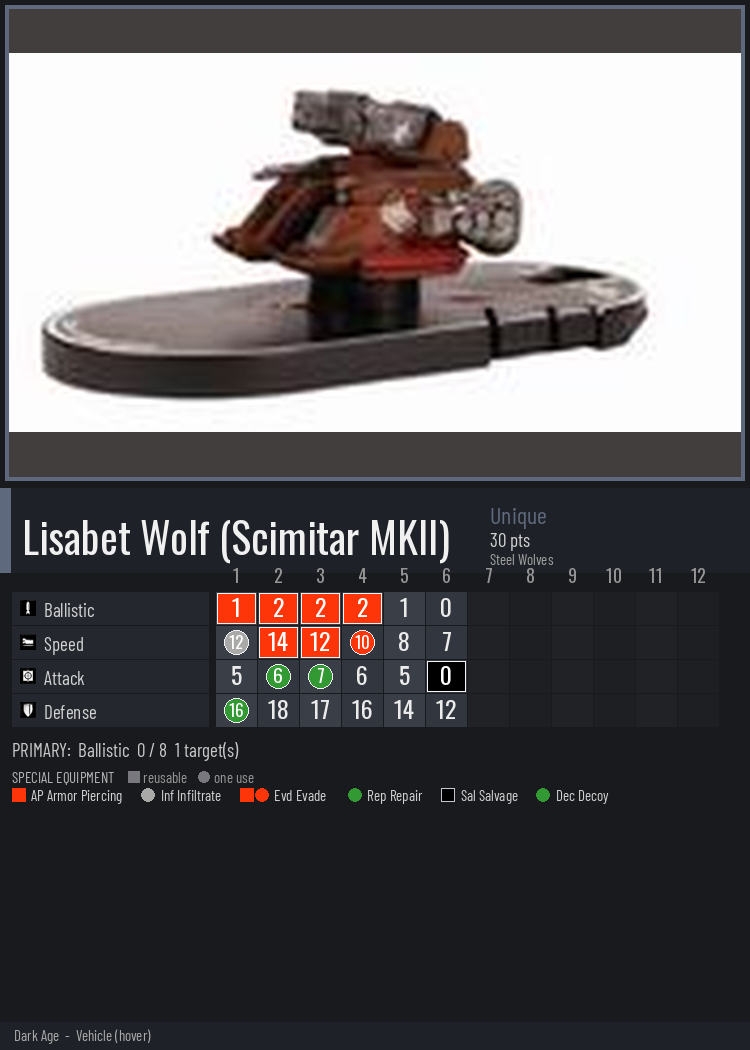 Lisabet Wolf (Scimitar MKII)
Unique
30 pts
Steel Wolves
1 2 3 4 5 6 7 8 9 10 11 12
Ballistic 1 2 2 2 1 0
Speed 12 14 12 10 8 7
Attack 5 6 7 6 5 0
Defense 16 18 17 16 14 12
PRIMARY: Ballistic 0 / 8 1 target(s)
SPECIAL EQUIPMENT reusable one use
AP Armor Piercing Inf Infiltrate Evd Evade Rep Repair Sal Salvage Dec Decoy
Dark Age - Vehicle (hover)